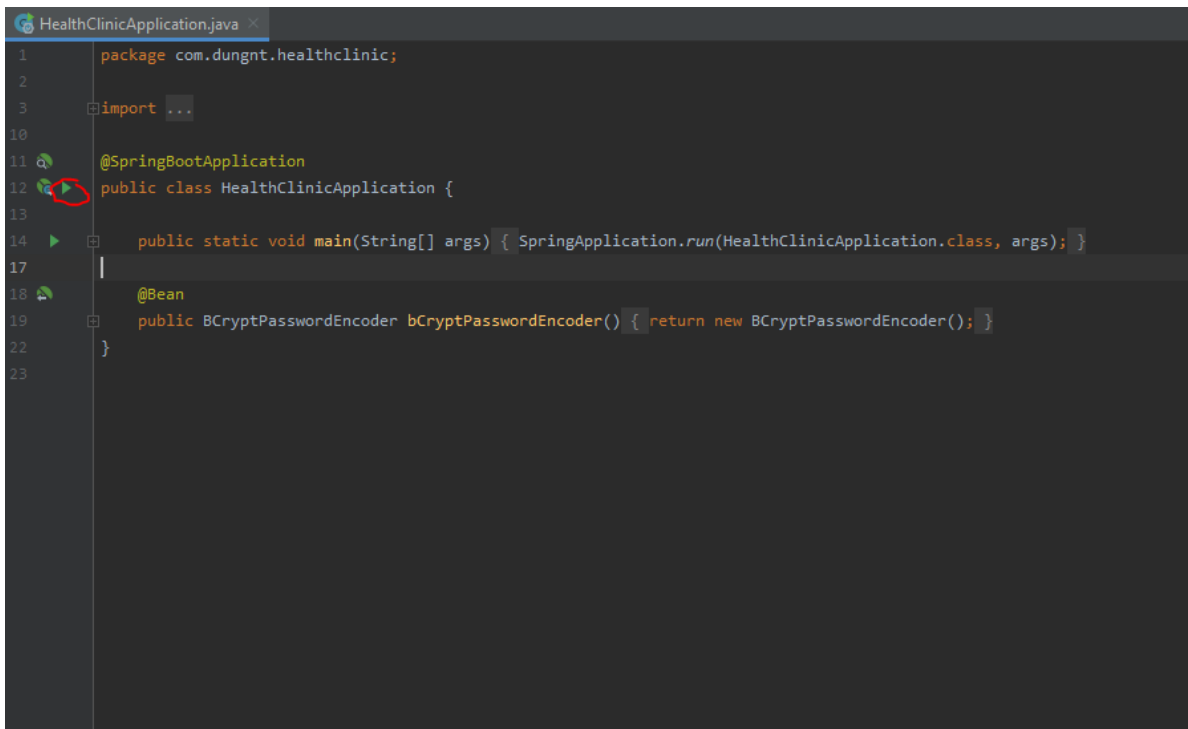 HealthClinicApplication.java
1 package com.dungnt.healthclinic;
2
3 import ...
10
11 @SpringBootApplication
12 public class HealthClinicApplication {
13
14 public static void main(String[] args) { SpringApplication.run(HealthClinicApplication.class, args); }
17
18 @Bean
19 public BCryptPasswordEncoder bCryptPasswordEncoder() { return new BCryptPasswordEncoder(); }
22 }
23